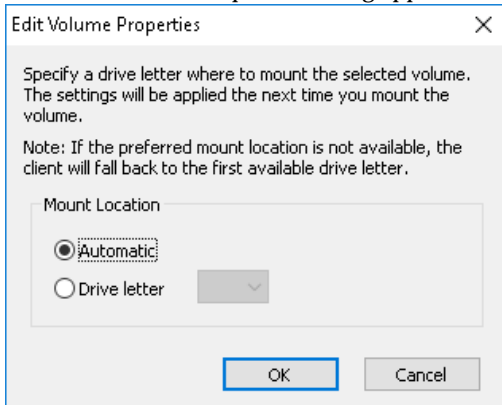 Edit Volume Properties
Specify a drive letter where to mount the selected volume.
The settings will be applied the next time you mount the
volume.
Note: If the preferred mount location is not available, the
client will fall back to the first available drive letter.
Mount Location
Automatic
Drive letter
OK Cancel